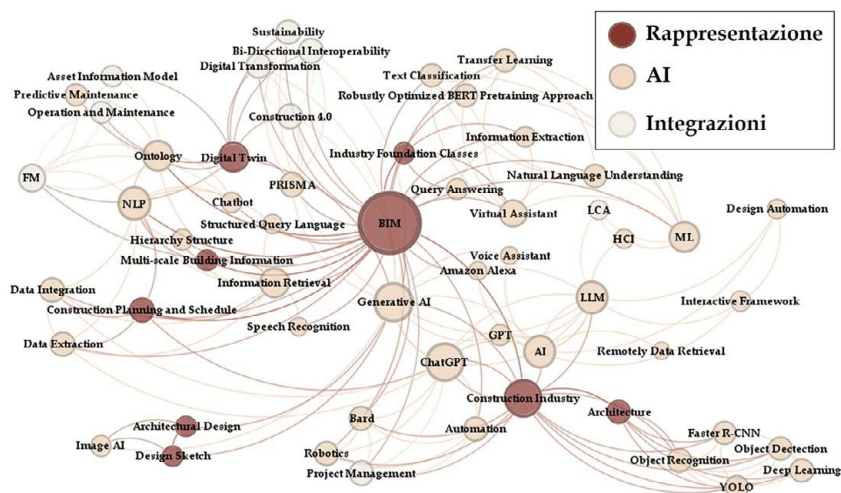 Rappresentazione
AI
Integrazioni
Sustainability
Bi-Directional Interoperability
Digital Transformation
Transfer Learning
Text Classification
Asset Information Model
Predictive Maintenance
Robustly Optimized BERT Pretraining Approach
Operation and Maintenance
Construction 4.0
Information Extraction
Ontology
Digital Twin
Industry Foundation Classes
FM
PRISMA
Query Answering
Natural Language Understanding
NLP
Chatbot
Virtual Assistant
LCA
Design Automation
Structured Query Language
BIM
Hierarchy Structure
HCI
ML
Multi-scale Building Information
Voice Assistant
Amazon Alexa
Data Integration
Information Retrieval
Construction Planning and Schedule
Generative AI
LLM
Interactive Framework
Speech Recognition
Data Extraction
GPT
AI
Remotely Data Retrieval
ChatGPT
Construction Industry
Architecture
Architectural Design
Bard
Automation
Faster R-CNN
Image AI
Design Sketch
Robotics
Object Recognition
Object Dectection
Project Management
Deep Learning
YOLO